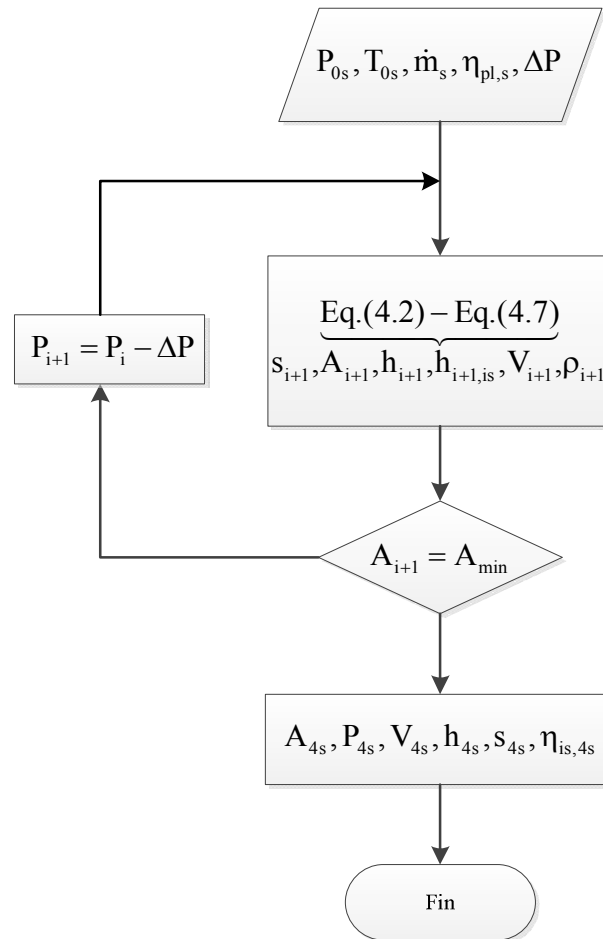 P₀ₛ, T₀ₛ, ṁₛ, ηₚₗ,ₛ, ΔP
Eq.(4.2) – Eq.(4.7)
sᵢ₊₁, Aᵢ₊₁, hᵢ₊₁, hᵢ₊₁,ᵢₛ, Vᵢ₊₁, ρᵢ₊₁
Pᵢ₊₁ = Pᵢ − ΔP
Aᵢ₊₁ = Aₘᵢₙ
A₄ₛ, P₄ₛ, V₄ₛ, h₄ₛ, s₄ₛ, ηᵢₛ,₄ₛ
Fin